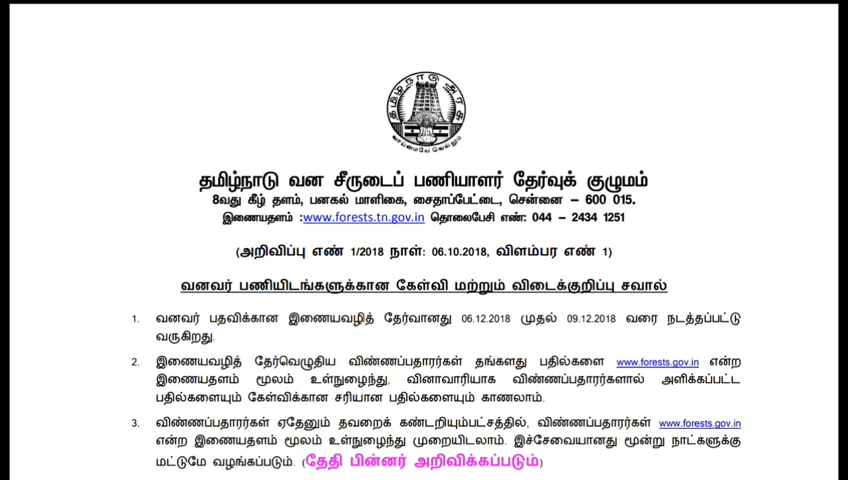 தமிழ்நாடு அரசு
வாய்மையே வெல்லும்
தமிழ்நாடு வன சீருடைப் பணியாளர் தேர்வுக் குழுமம்
8வது கீழ் தளம், பனகல் மாளிகை, சைதாப்பேட்டை, சென்னை – 600 015.
இணையதளம் :www.forests.tn.gov.in தொலைபேசி எண்: 044 – 2434 1251
(அறிவிப்பு எண் 1/2018 நாள்: 06.10.2018, விளம்பர எண் 1)
வனவர் பணியிடங்களுக்கான கேள்வி மற்றும் விடைக்குறிப்பு சவால்
1. வனவர் பதவிக்கான இணையவழித் தேர்வானது 06.12.2018 முதல் 09.12.2018 வரை நடத்தப்பட்டு
வருகிறது.
2. இணையவழித் தேர்வெழுதிய விண்ணப்பதாரர்கள் தங்களது பதில்களை www.forests.gov.in என்ற
இணையதளம் மூலம் உள்நுழைந்து, வினாவாரியாக விண்ணப்பதாரர்களால் அளிக்கப்பட்ட
பதில்களையும் கேள்விக்கான சரியான பதில்களையும் காணலாம்.
3. விண்ணப்பதாரர்கள் ஏதேனும் தவறைக் கண்டறியும்பட்சத்தில், விண்ணப்பதாரர்கள் www.forests.gov.in
என்ற இணையதளம் மூலம் உள்நுழைந்து முறையிடலாம். இச்சேவையானது மூன்று நாட்களுக்கு
மட்டுமே வழங்கப்படும். (தேதி பின்னர் அறிவிக்கப்படும்)